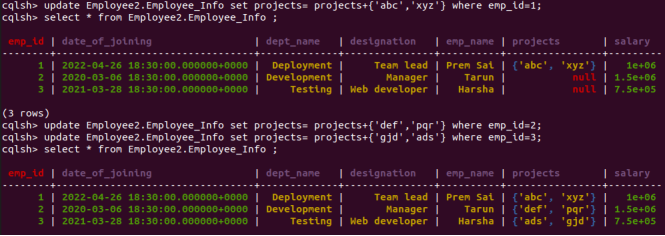 cqlsh> update Employee2.Employee_Info set projects= projects+{'abc','xyz'} where emp_id=1;
cqlsh> select * from Employee2.Employee_Info ;
emp_id | date_of_joining | dept_name | designation | emp_name | projects | salary
--------+---------------------------------+-------------+---------------+----------+----------------+---------
1 | 2022-04-26 18:30:00.000000+0000 | Deployment | Team lead | Prem Sai | {'abc', 'xyz'} | 1e+06
2 | 2020-03-06 18:30:00.000000+0000 | Development | Manager | Tarun | null | 1.5e+06
3 | 2021-03-28 18:30:00.000000+0000 | Testing | Web developer | Harsha | null | 7.5e+05
(3 rows)
cqlsh> update Employee2.Employee_Info set projects= projects+{'def','pqr'} where emp_id=2;
cqlsh> update Employee2.Employee_Info set projects= projects+{'gjd','ads'} where emp_id=3;
cqlsh> select * from Employee2.Employee_Info ;
emp_id | date_of_joining | dept_name | designation | emp_name | projects | salary
--------+---------------------------------+-------------+---------------+----------+----------------+---------
1 | 2022-04-26 18:30:00.000000+0000 | Deployment | Team lead | Prem Sai | {'abc', 'xyz'} | 1e+06
2 | 2020-03-06 18:30:00.000000+0000 | Development | Manager | Tarun | {'def', 'pqr'} | 1.5e+06
3 | 2021-03-28 18:30:00.000000+0000 | Testing | Web developer | Harsha | {'ads', 'gjd'} | 7.5e+05